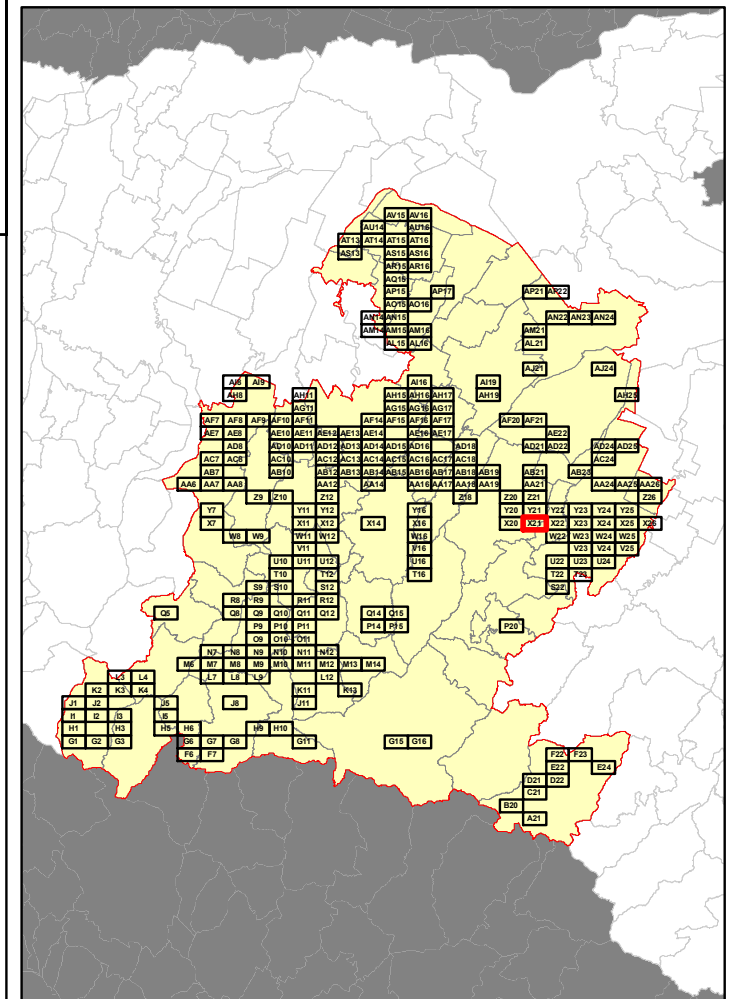 AV15 AV16
AU14 AU16
AT13 AT14 AT15 AT16
AS13 AS15 AS16
AR15 AR16
AQ15
AP15 AP17 AP21 AP22
AO15 AO16
AN14 AN15 AN22 AN23 AN24
AM14 AM15 AM16 AM21
AL15 AL16 AL21
AJ21 AJ24
AI8 AI9 AI16 AI19
AH8 AH11 AH15 AH16 AH17 AH19 AH25
AG11 AG15 AG16 AG17
AF7 AF8 AF9 AF10 AF11 AF14 AF15 AF16 AF17 AF20 AF21
AE7 AE8 AE10 AE11 AE12 AE13 AE14 AE16 AE17 AE22
AD8 AD10 AD11 AD12 AD13 AD14 AD15 AD16 AD18 AD21 AD22 AD24 AD25
AC7 AC8 AC10 AC12 AC13 AC14 AC15 AC16 AC17 AC18 AC24
AB7 AB10 AB12 AB13 AB14 AB15 AB16 AB17 AB18 AB19 AB21 AB23
AA6 AA7 AA8 AA12 AA14 AA16 AA17 AA18 AA19 AA21 AA24 AA25 AA26
Z9 Z10 Z12 Z18 Z20 Z21 Z26
Y7 Y11 Y12 Y16 Y20 Y21 Y22 Y23 Y24 Y25
X7 X11 X12 X14 X16 X20 X21 X22 X23 X24 X25 X26
W8 W9 W11 W12 W16 W22 W23 W24 W25
V11 V16 V23 V24 V25
U10 U11 U12 U16 U22 U23 U24
T10 T12 T16 T22 T23
S9 S10 S12 S22
R8 R9 R11 R12
Q5 Q8 Q9 Q10 Q11 Q12 Q14 Q15
P9 P10 P11 P14 P15 P20
O9 O10 O11
N7 N8 N9 N10 N11 N12
M6 M7 M8 M9 M10 M11 M12 M13 M14
L3 L4 L7 L8 L9 L12
K2 K3 K4 K11 K13
J1 J2 J5 J8 J11
I1 I2 I3 I5
H1 H3 H5 H6 H9 H10
G1 G2 G3 G6 G7 G8 G11 G15 G16
F6 F7 F22 F23
E22 E24
D21 D22
C21
B20
A21